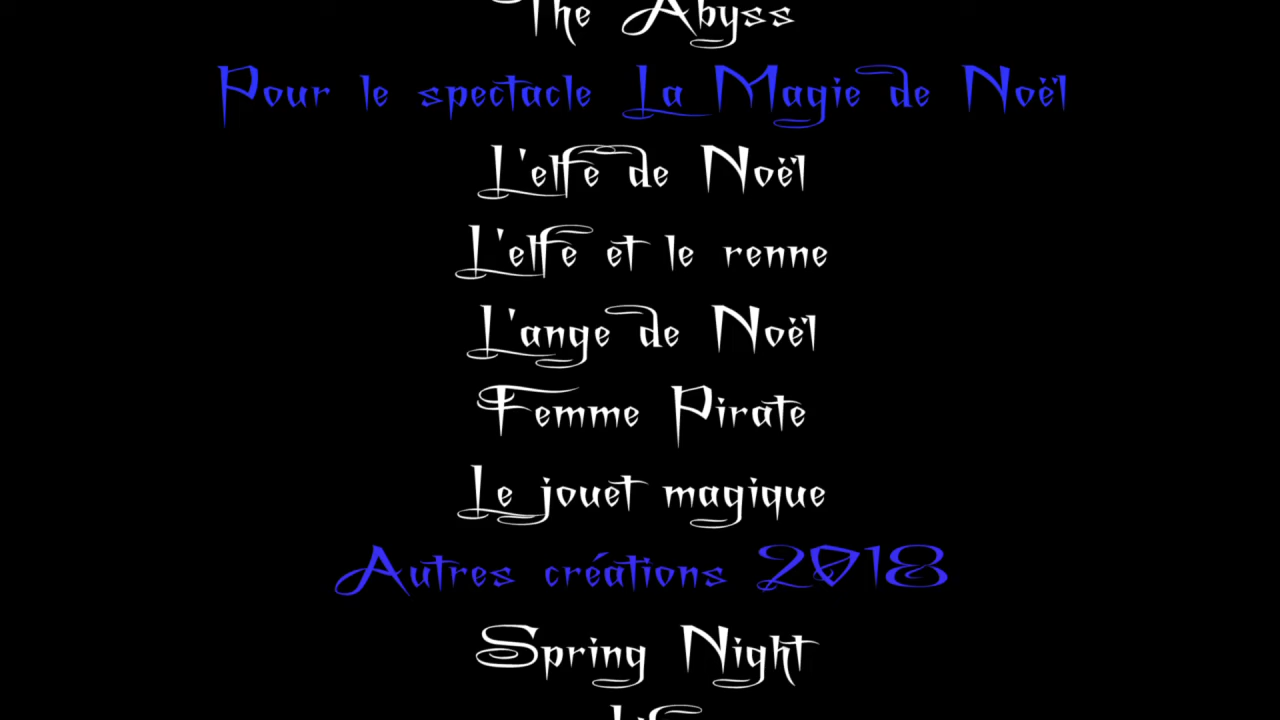 The Abyss
Pour le spectacle La Magie de Noël
L'elfe de Noël
L'elfe et le renne
L'ange de Noël
Femme Pirate
Le jouet magique
Autres créations 2018
Spring Night